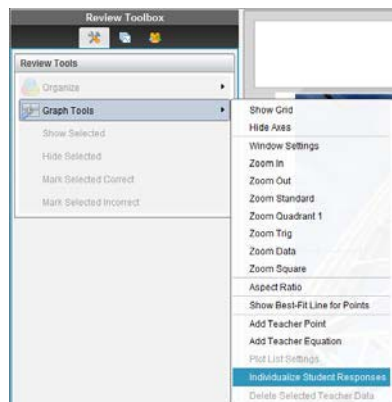 Review Toolbox
Review Tools
Organize
Graph Tools
Show Selected
Hide Selected
Mark Selected Correct
Mark Selected Incorrect
Show Grid
Hide Axes
Window Settings
Zoom In
Zoom Out
Zoom Standard
Zoom Quadrant 1
Zoom Trig
Zoom Data
Zoom Square
Aspect Ratio
Show Best-Fit Line for Points
Add Teacher Point
Add Teacher Equation
Plot List Settings
Individualize Student Responses
Delete Selected Teacher Data